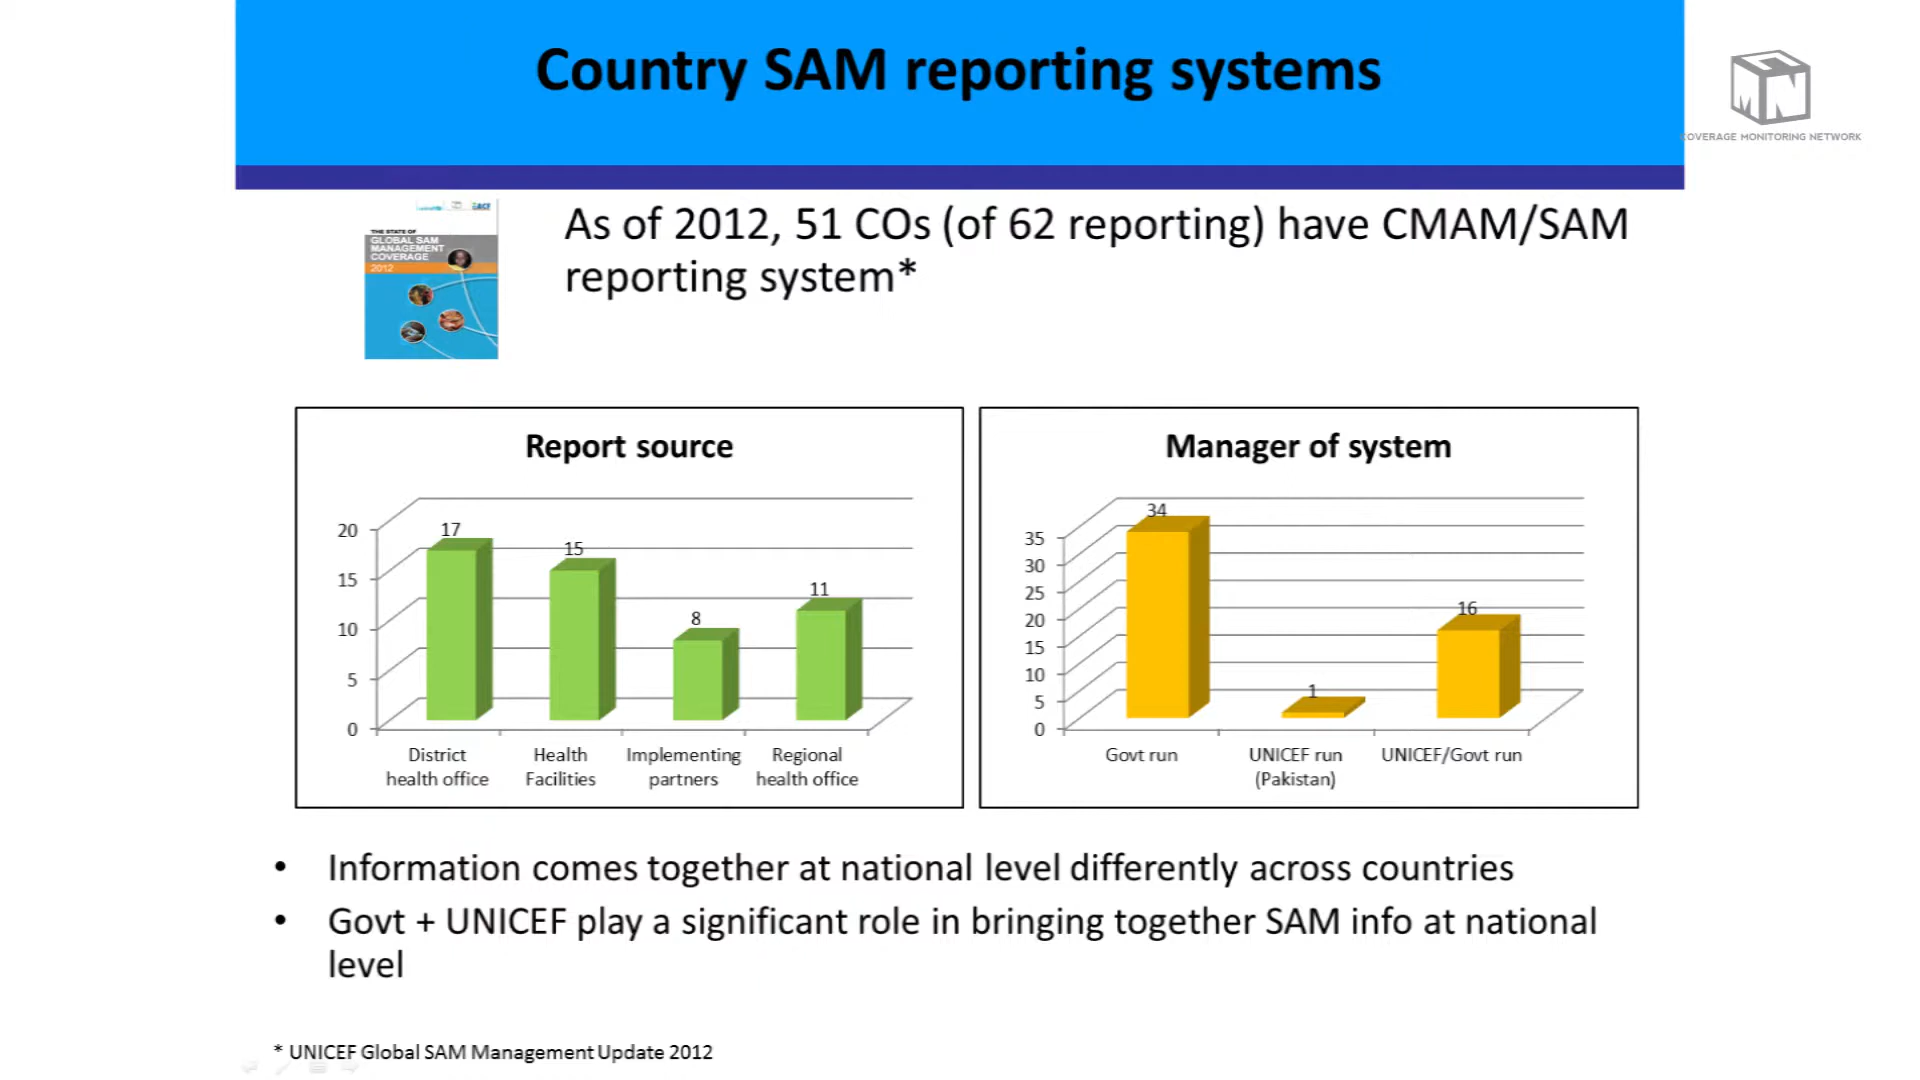 Country SAM reporting systems
COVERAGE MONITORING NETWORK
THE STATE OF
GLOBAL SAM
MANAGEMENT
COVERAGE
2012
As of 2012, 51 COs (of 62 reporting) have CMAM/SAM
reporting system*
Report source
20
15
10
5
0
17
15
8
11
District
health office
Health
Facilities
Implementing
partners
Regional
health office
Manager of system
35
30
25
20
15
10
5
0
34
1
16
Govt run
UNICEF run
(Pakistan)
UNICEF/Govt run
• Information comes together at national level differently across countries
• Govt + UNICEF play a significant role in bringing together SAM info at national
level
* UNICEF Global SAM Management Update 2012